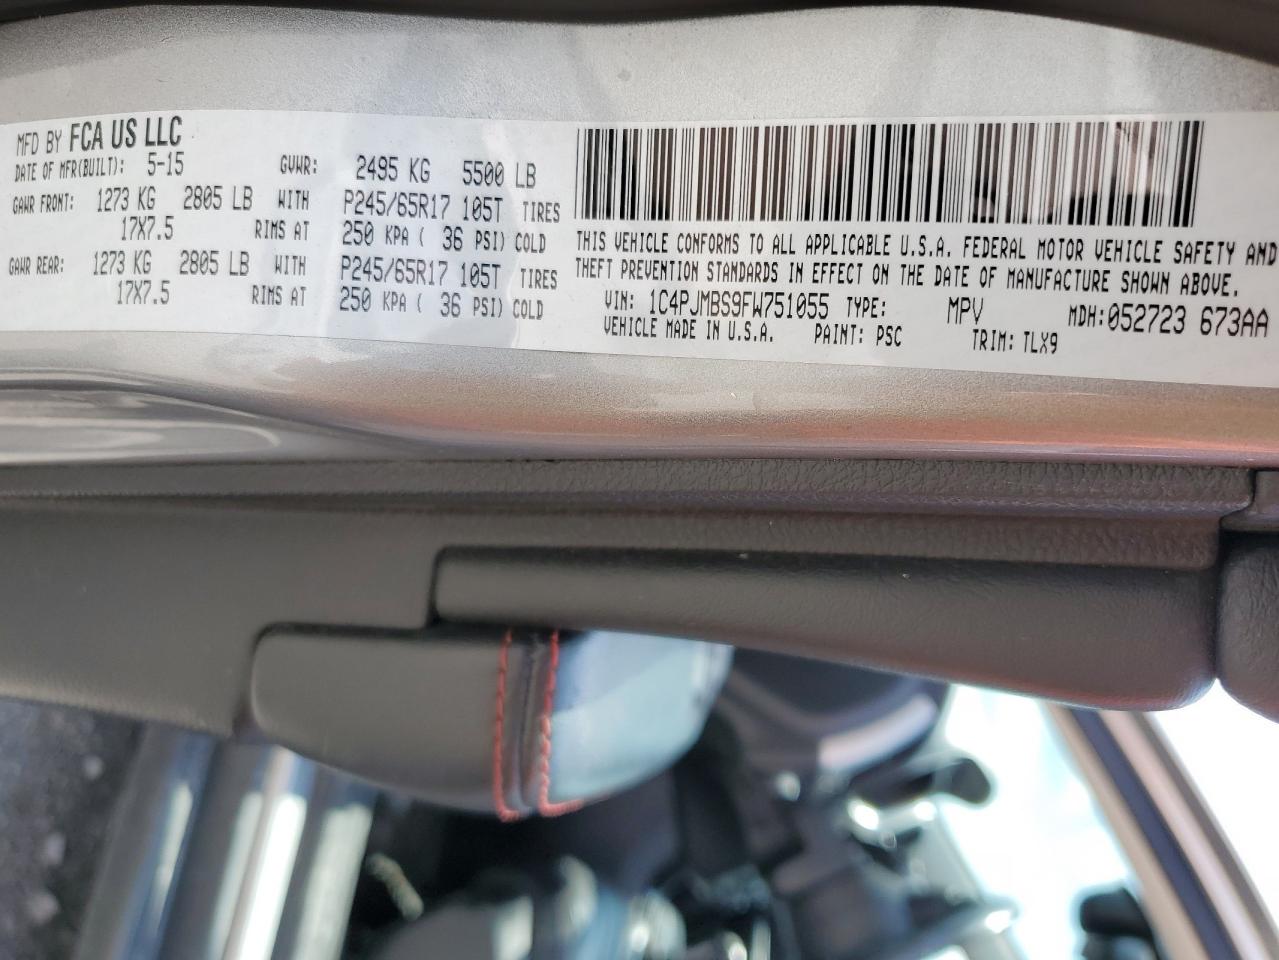 MFD BY FCA US LLC
DATE OF MFR(BUILT): 5-15 GVWR: 2495 KG 5500 LB
GAWR FRONT: 1273 KG 2805 LB WITH P245/65R17 105T TIRES
17X7.5 RIMS AT 250 KPA ( 36 PSI) COLD
GAWR REAR: 1273 KG 2805 LB WITH P245/65R17 105T TIRES
17X7.5 RIMS AT 250 KPA ( 36 PSI) COLD
THIS VEHICLE CONFORMS TO ALL APPLICABLE U.S.A. FEDERAL MOTOR VEHICLE SAFETY AND
THEFT PREVENTION STANDARDS IN EFFECT ON THE DATE OF MANUFACTURE SHOWN ABOVE.
VIN: 1C4PJMBS9FW751055 TYPE: MPV MDH:052723 673AA
VEHICLE MADE IN U.S.A. PAINT: PSC TRIM: TLX9